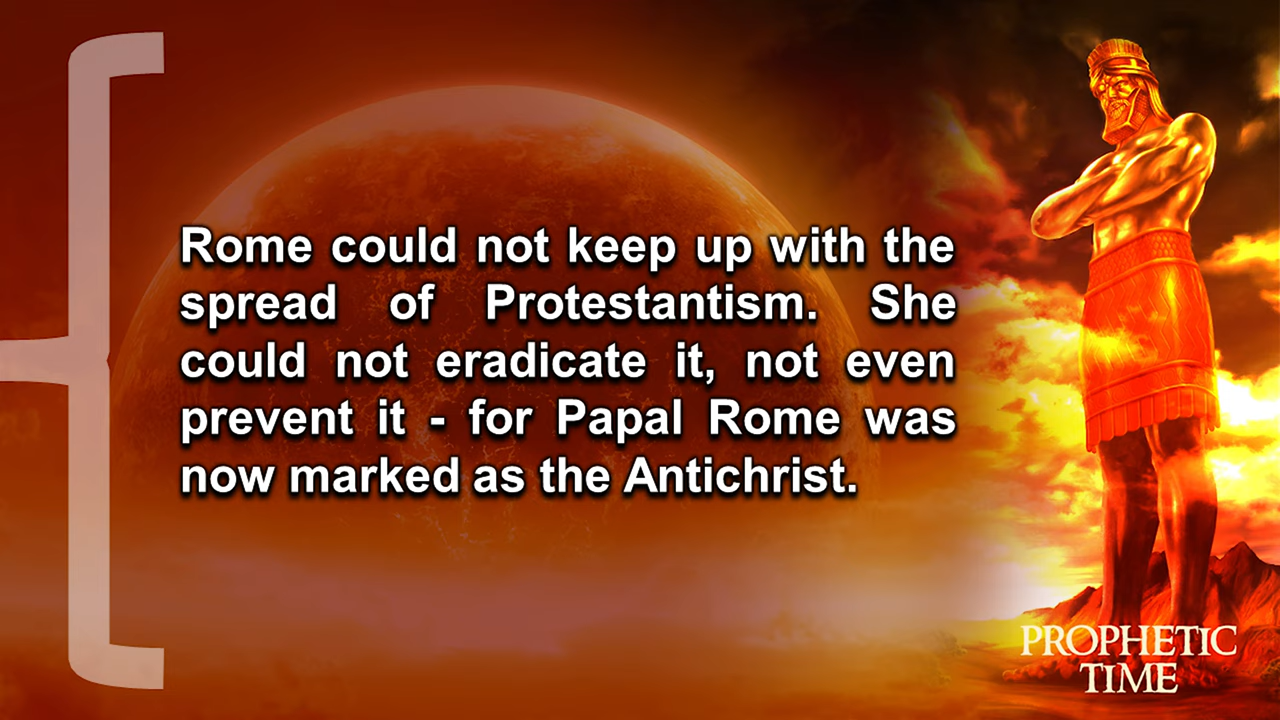 Rome could not keep up with the
spread of Protestantism. She
could not eradicate it, not even
prevent it - for Papal Rome was
now marked as the Antichrist.
PROPHETIC
TIME